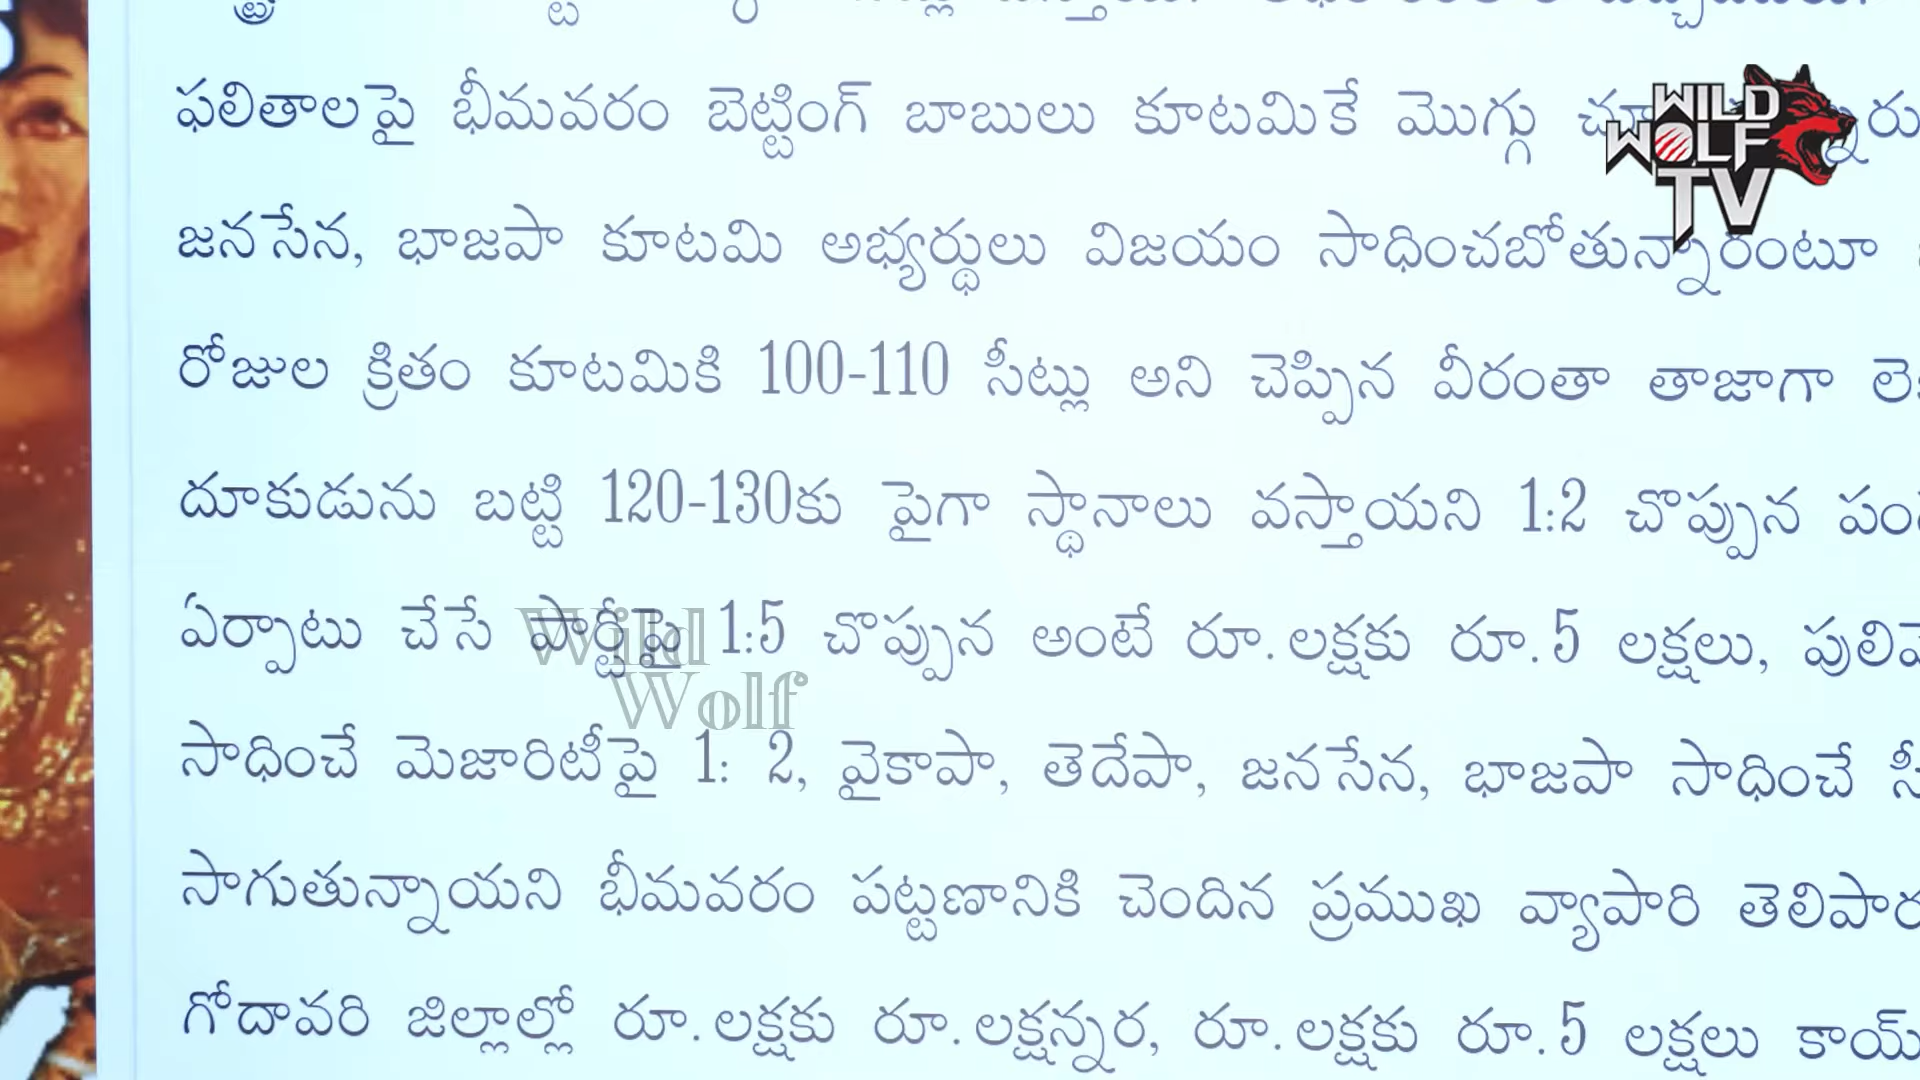 ఫలితాలపై భీమవరం బెట్టింగ్ బాబులు కూటమికే మొగ్గు
WILD
WOLF
TV
జనసేన, భాజపా కూటమి అభ్యర్థులు విజయం సాధించబోతున్నారంటూ
రోజుల క్రితం కూటమికి 100-110 సీట్లు అని చెప్పిన వీరంతా తాజాగా
దూకుడును బట్టి 120-130కు పైగా స్థానాలు వస్తాయని 1:2 చొప్పున
ఏర్పాటు చేసే పార్టీపై 1:5 చొప్పున అంటే రూ.లక్షకు రూ.5 లక్షలు,
Wild
Wolf
సాధించే మెజారిటీపై 1: 2, వైకాపా, తెదేపా, జనసేన, భాజపా సాధించే
సాగుతున్నాయని భీమవరం పట్టణానికి చెందిన ప్రముఖ వ్యాపారి
గోదావరి జిల్లాల్లో రూ.లక్షకు రూ.లక్షన్నర, రూ.లక్షకు రూ.5 లక్షలు